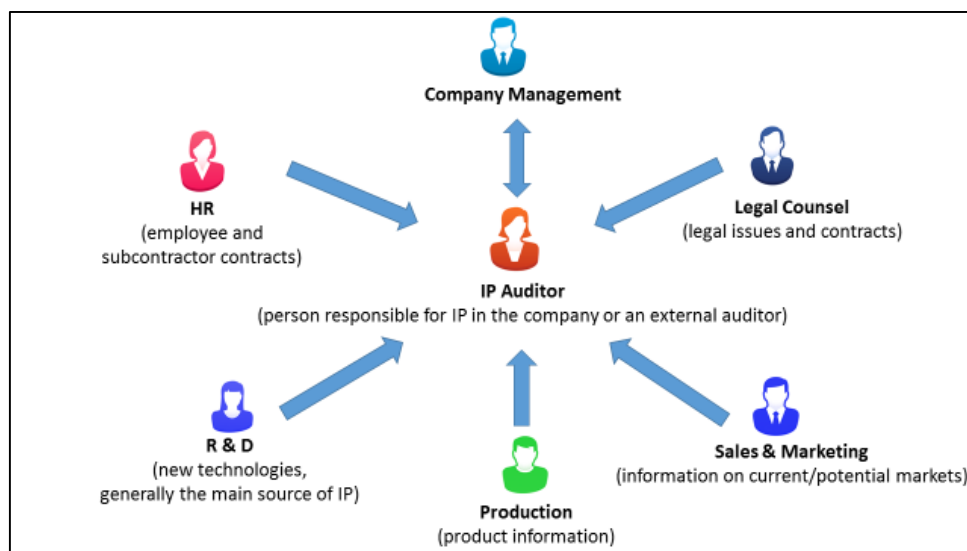 Company Management
HR
(employee and
subcontractor contracts)
Legal Counsel
(legal issues and contracts)
IP Auditor
(person responsible for IP in the company or an external auditor)
R & D
(new technologies,
generally the main source of IP)
Production
(product information)
Sales & Marketing
(information on current/potential markets)